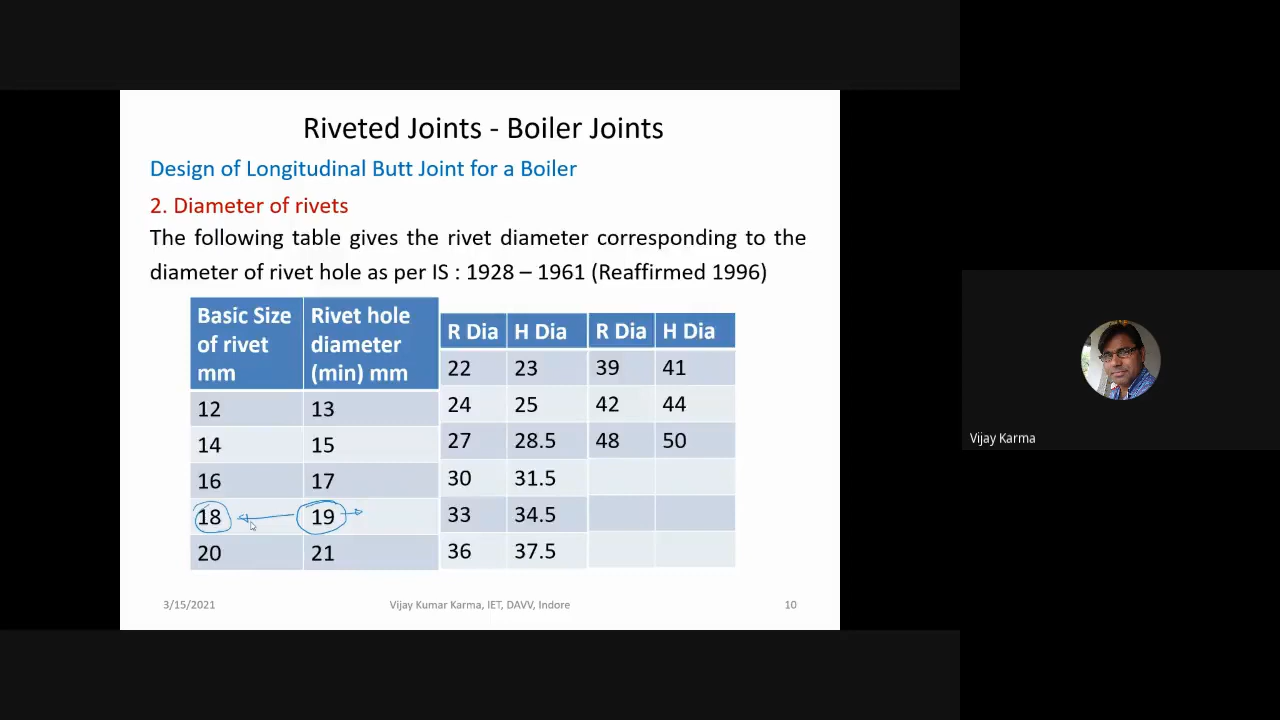 Riveted Joints - Boiler Joints
Design of Longitudinal Butt Joint for a Boiler
2. Diameter of rivets
The following table gives the rivet diameter corresponding to the
diameter of rivet hole as per IS : 1928 – 1961 (Reaffirmed 1996)
Basic Size of rivet mm
Rivet hole diameter (min) mm
12 13
14 15
16 17
18 19
20 21
R Dia H Dia R Dia H Dia
22 23 39 41
24 25 42 44
27 28.5 48 50
30 31.5
33 34.5
36 37.5
3/15/2021 Vijay Kumar Karma, IET, DAVV, Indore 10
Vijay Karma